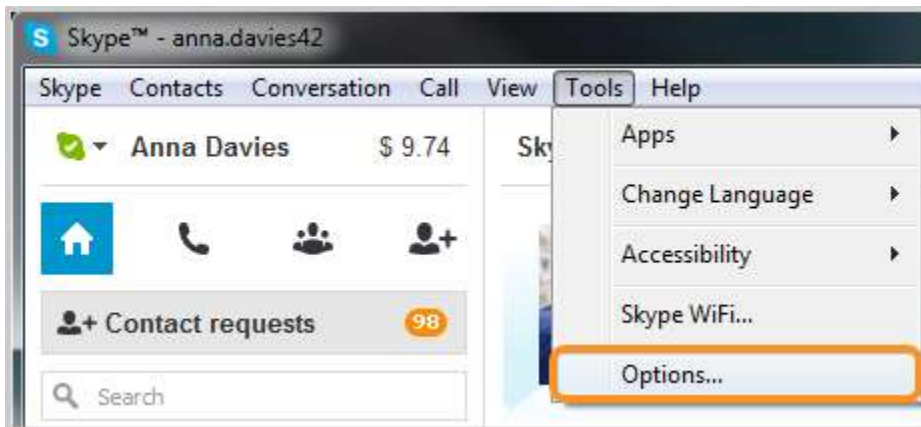 S Skype™ - anna.davies42
Skype Contacts Conversation Call View Tools Help
Anna Davies $ 9.74
Contact requests 98
Search
Apps
Change Language
Accessibility
Skype WiFi...
Options...